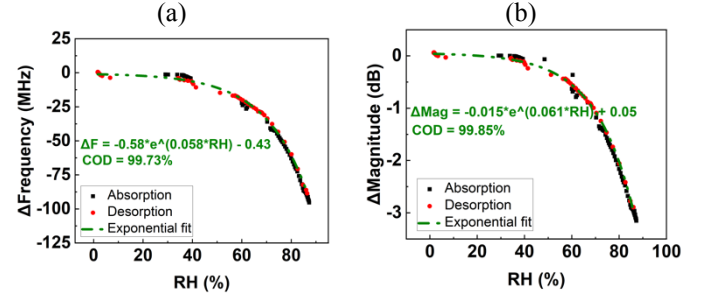 (a)
ΔFrequency (MHz)
25
0
-25
-50
-75
-100
-125
ΔF = -0.58*e^(0.058*RH) - 0.43
COD = 99.73%
Absorption
Desorption
Exponential fit
0 20 40 60 80
RH (%)
(b)
ΔMagnitude (dB)
0
-1
-2
-3
ΔMag = -0.015*e^(0.061*RH) + 0.05
COD = 99.85%
Absorption
Desorption
Exponential fit
0 20 40 60 80 100
RH (%)